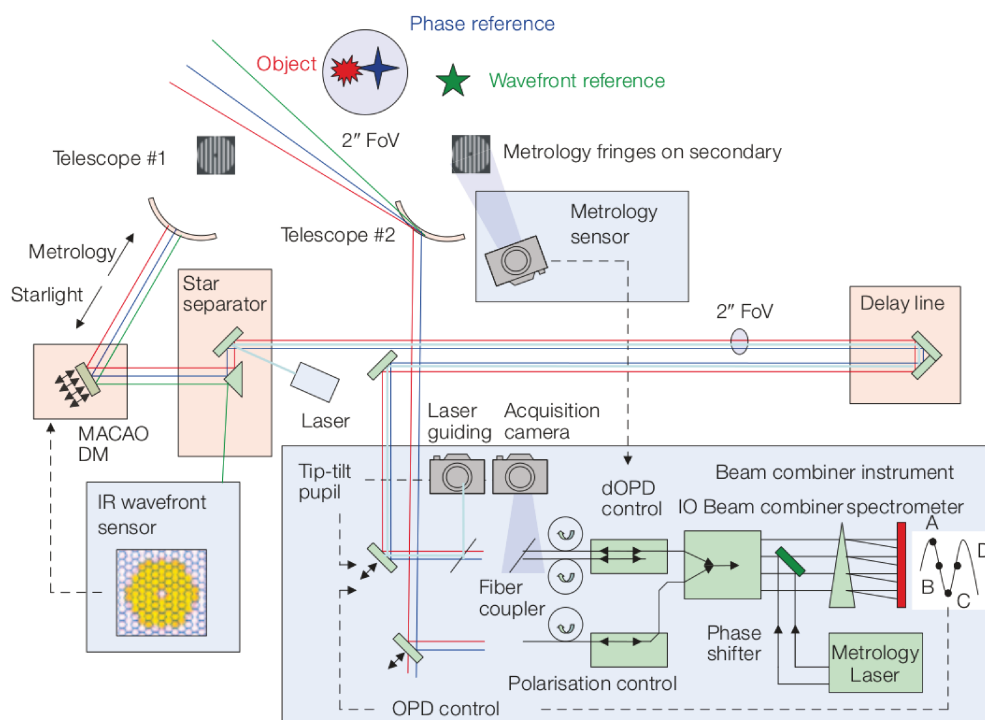 Phase reference
Object
Wavefront reference
2″ FoV
Telescope #1
Metrology fringes on secondary
Telescope #2
Metrology
sensor
Metrology
Starlight
Star
separator
2″ FoV
Delay line
MACAO
DM
Laser
Laser
guiding
Acquisition
camera
Tip-tilt
pupil
dOPD
control
Beam combiner instrument
IO Beam combiner spectrometer
IR wavefront
sensor
A
D
B
C
Fiber
coupler
Phase
shifter
Metrology
Laser
Polarisation control
OPD control